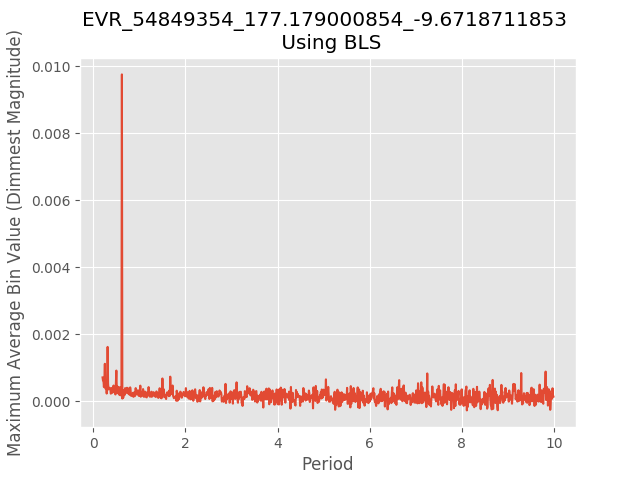 EVR_54849354_177.179000854_-9.6718711853
Using BLS
Maximum Average Bin Value (Dimmest Magnitude)
0.010
0.008
0.006
0.004
0.002
0.000
0 2 4 6 8 10
Period